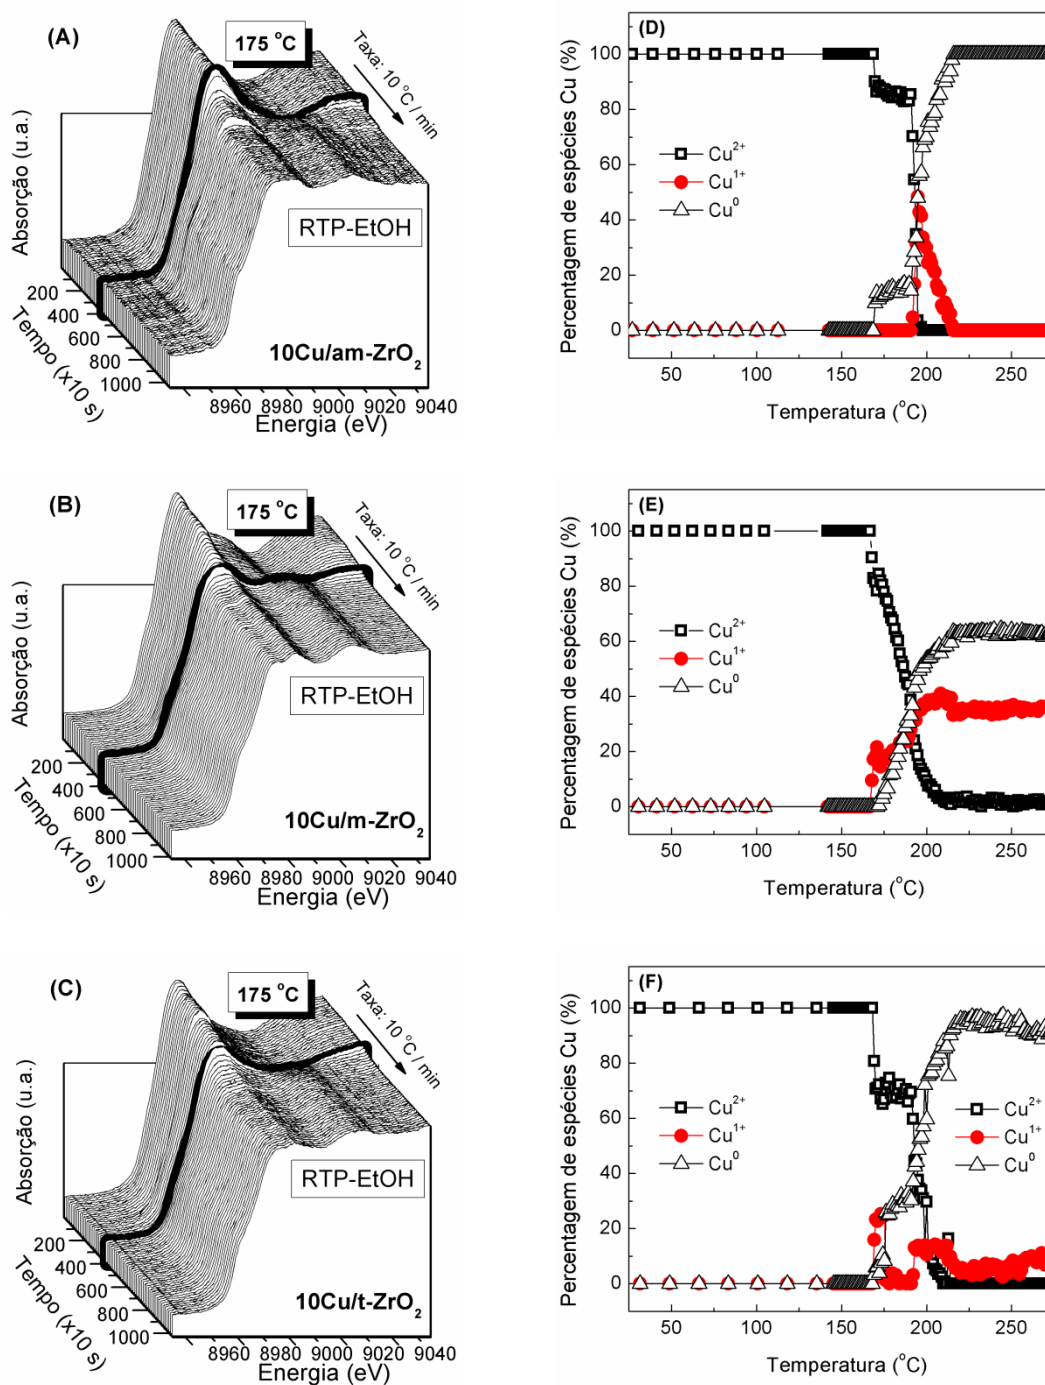 (A)
175 °C
Taxa: 10 °C / min
Absorção (u.a.)
RTP-EtOH
10Cu/am-ZrO₂
200
400
600
800
1000
Tempo (x10 s)
8960 8980 9000 9020 9040
Energia (eV)
(D)
Percentagem de espécies Cu (%)
100
80
60
40
20
0
Cu²⁺
Cu¹⁺
Cu⁰
50 100 150 200 250
Temperatura (°C)
(B)
175 °C
Taxa: 10 °C / min
Absorção (u.a.)
RTP-EtOH
10Cu/m-ZrO₂
200
400
600
800
1000
Tempo (x10 s)
8960 8980 9000 9020 9040
Energia (eV)
(E)
Percentagem de espécies Cu (%)
100
80
60
40
20
0
Cu²⁺
Cu¹⁺
Cu⁰
50 100 150 200 250
Temperatura (°C)
(C)
175 °C
Taxa: 10 °C / min
Absorção (u.a.)
RTP-EtOH
10Cu/t-ZrO₂
200
400
600
800
1000
Tempo (x10 s)
8960 8980 9000 9020 9040
Energia (eV)
(F)
Percentagem de espécies Cu (%)
100
80
60
40
20
0
Cu²⁺
Cu¹⁺
Cu⁰
Cu²⁺
Cu¹⁺
Cu⁰
50 100 150 200 250
Temperatura (°C)